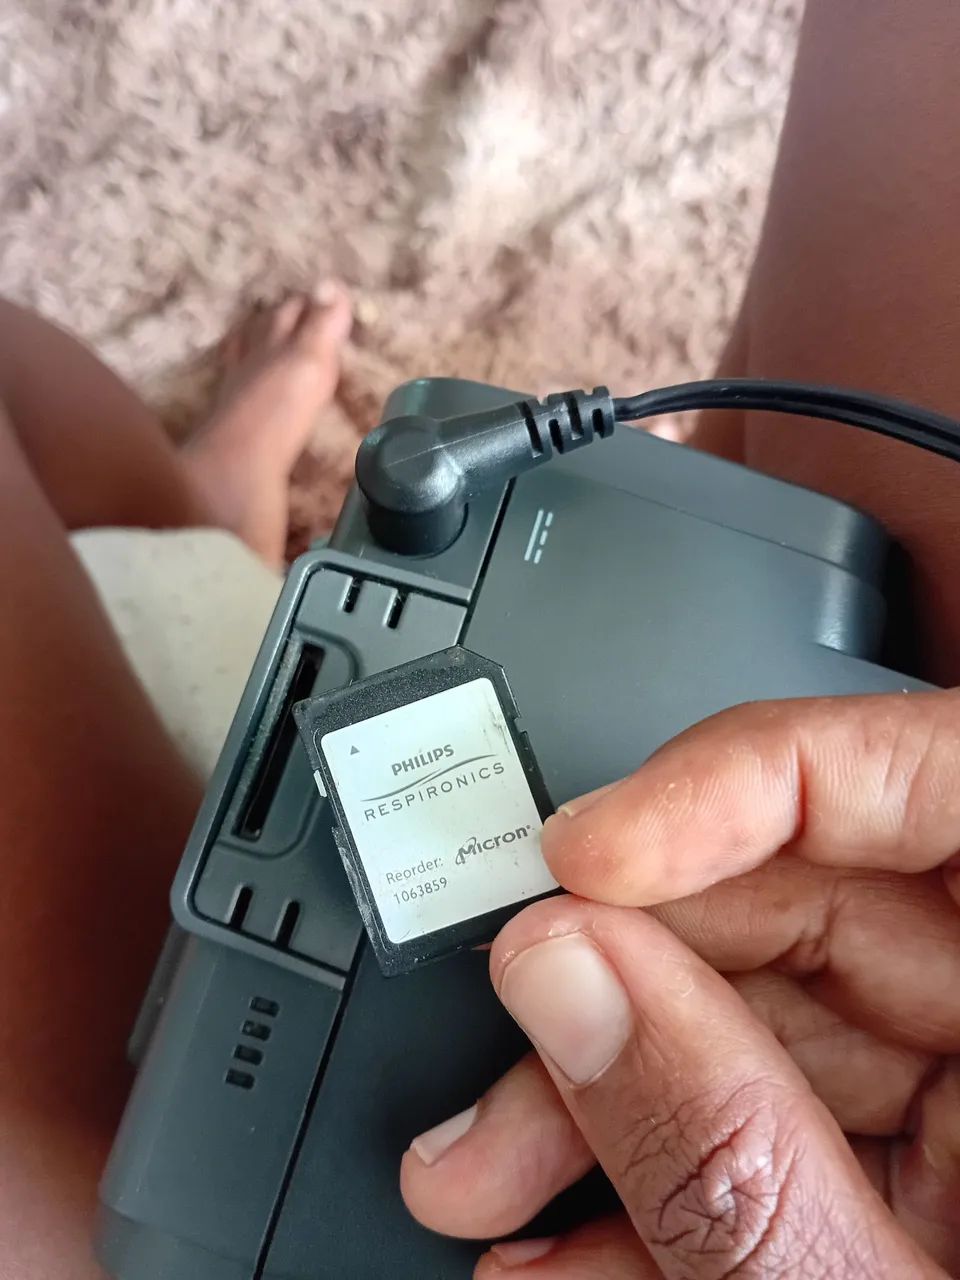 PHILIPS
RESPIRONICS
Micron
Reorder:
1063859